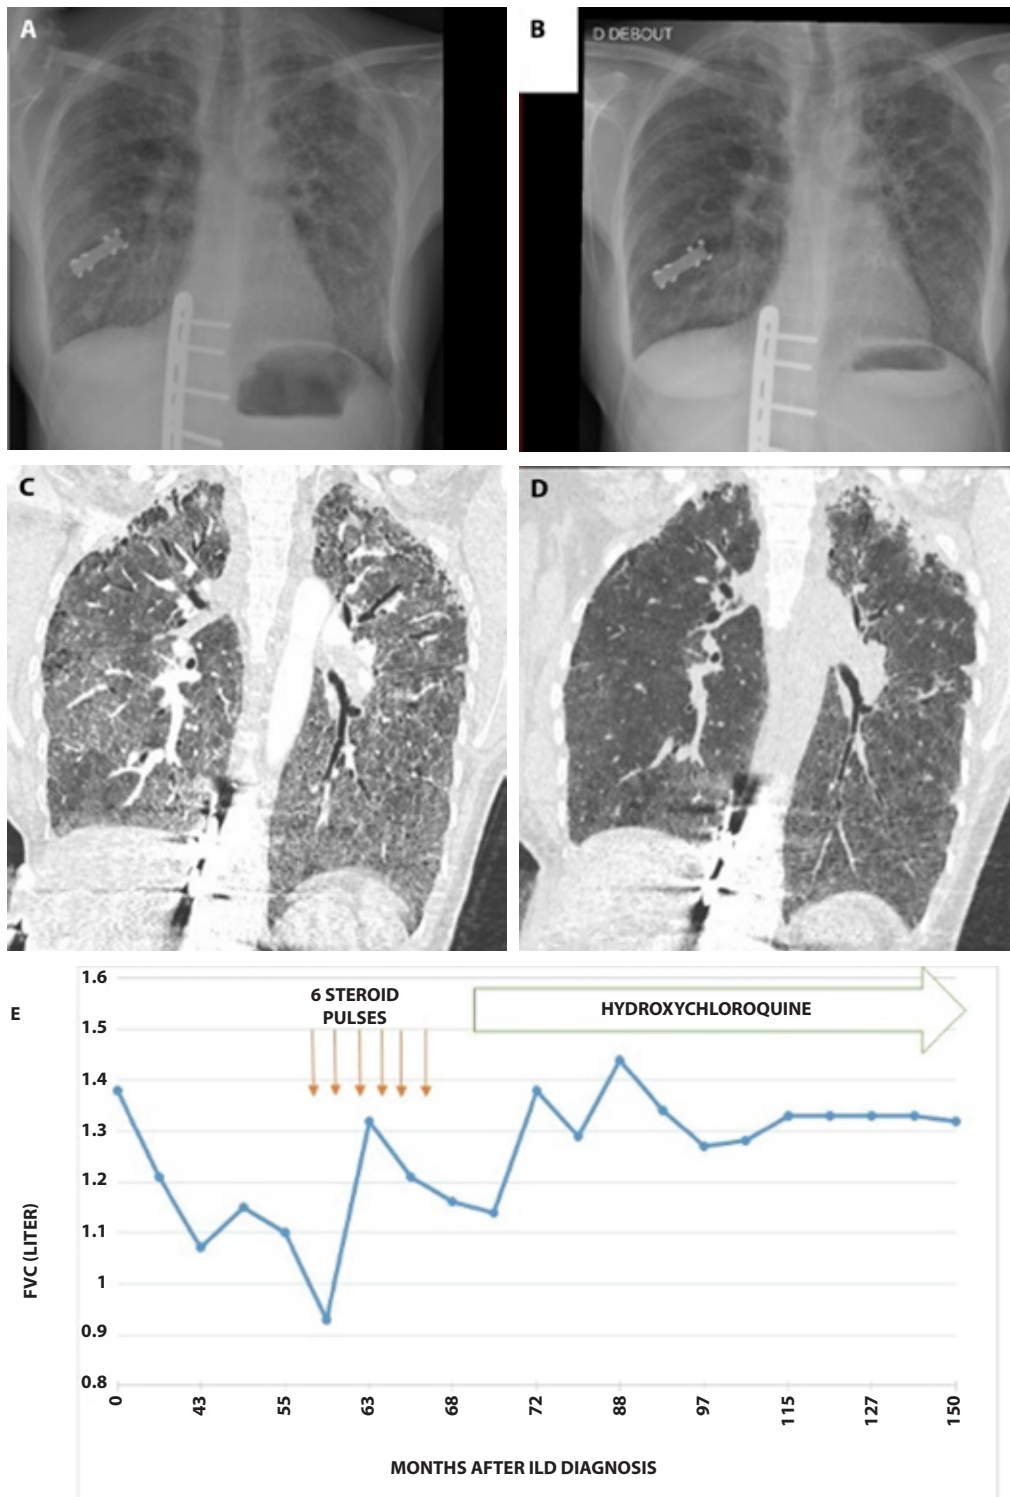 A
B
D DEBOUT
C
D
E
1.6
1.5
1.4
1.3
1.2
1.1
1
0.9
0.8
6 STEROID
PULSES
HYDROXYCHLOROQUINE
FVC (LITER)
0 43 55 63 68 72 88 97 115 127 150
MONTHS AFTER ILD DIAGNOSIS